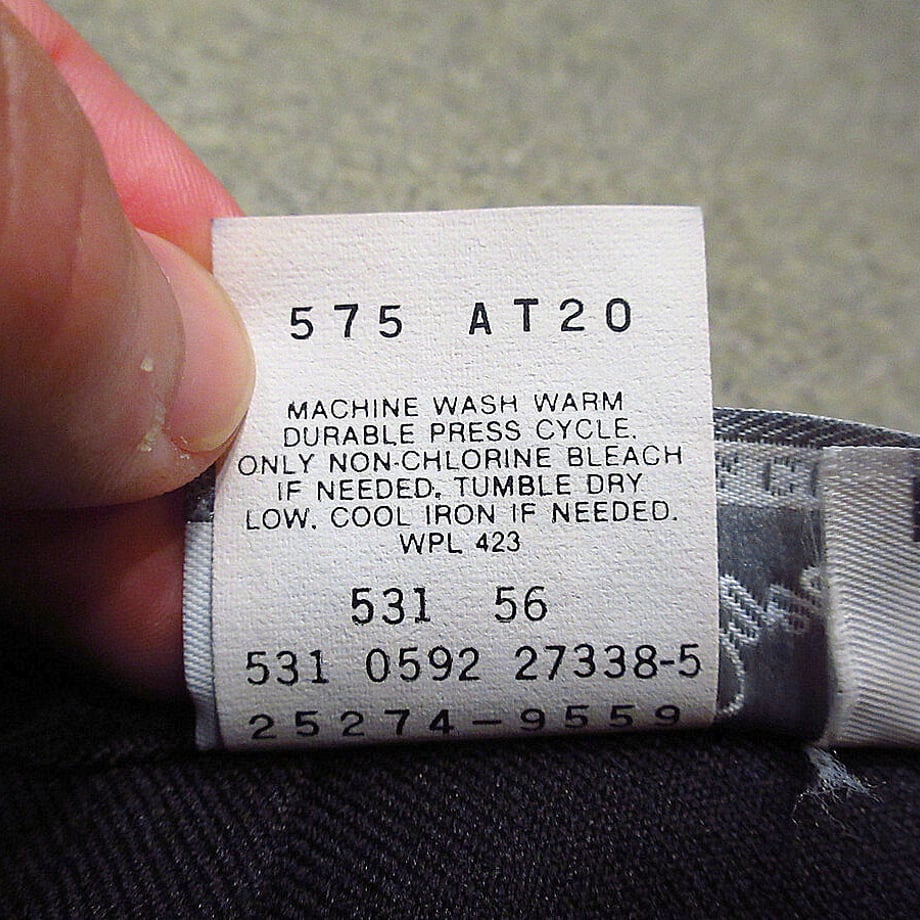 575 AT20
MACHINE WASH WARM
DURABLE PRESS CYCLE.
ONLY NON-CHLORINE BLEACH
IF NEEDED. TUMBLE DRY
LOW. COOL IRON IF NEEDED.
WPL 423
531 56
531 0592 27338-5
25274-9559